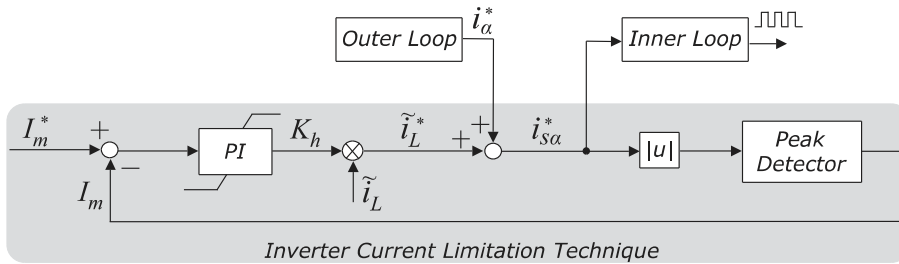 Outer Loop
i*α
Inner Loop
I*m
+
−
Im
PI
Kh
ĩL
ĩ*L
+
+
i*sα
|u|
Peak
Detector
Inverter Current Limitation Technique